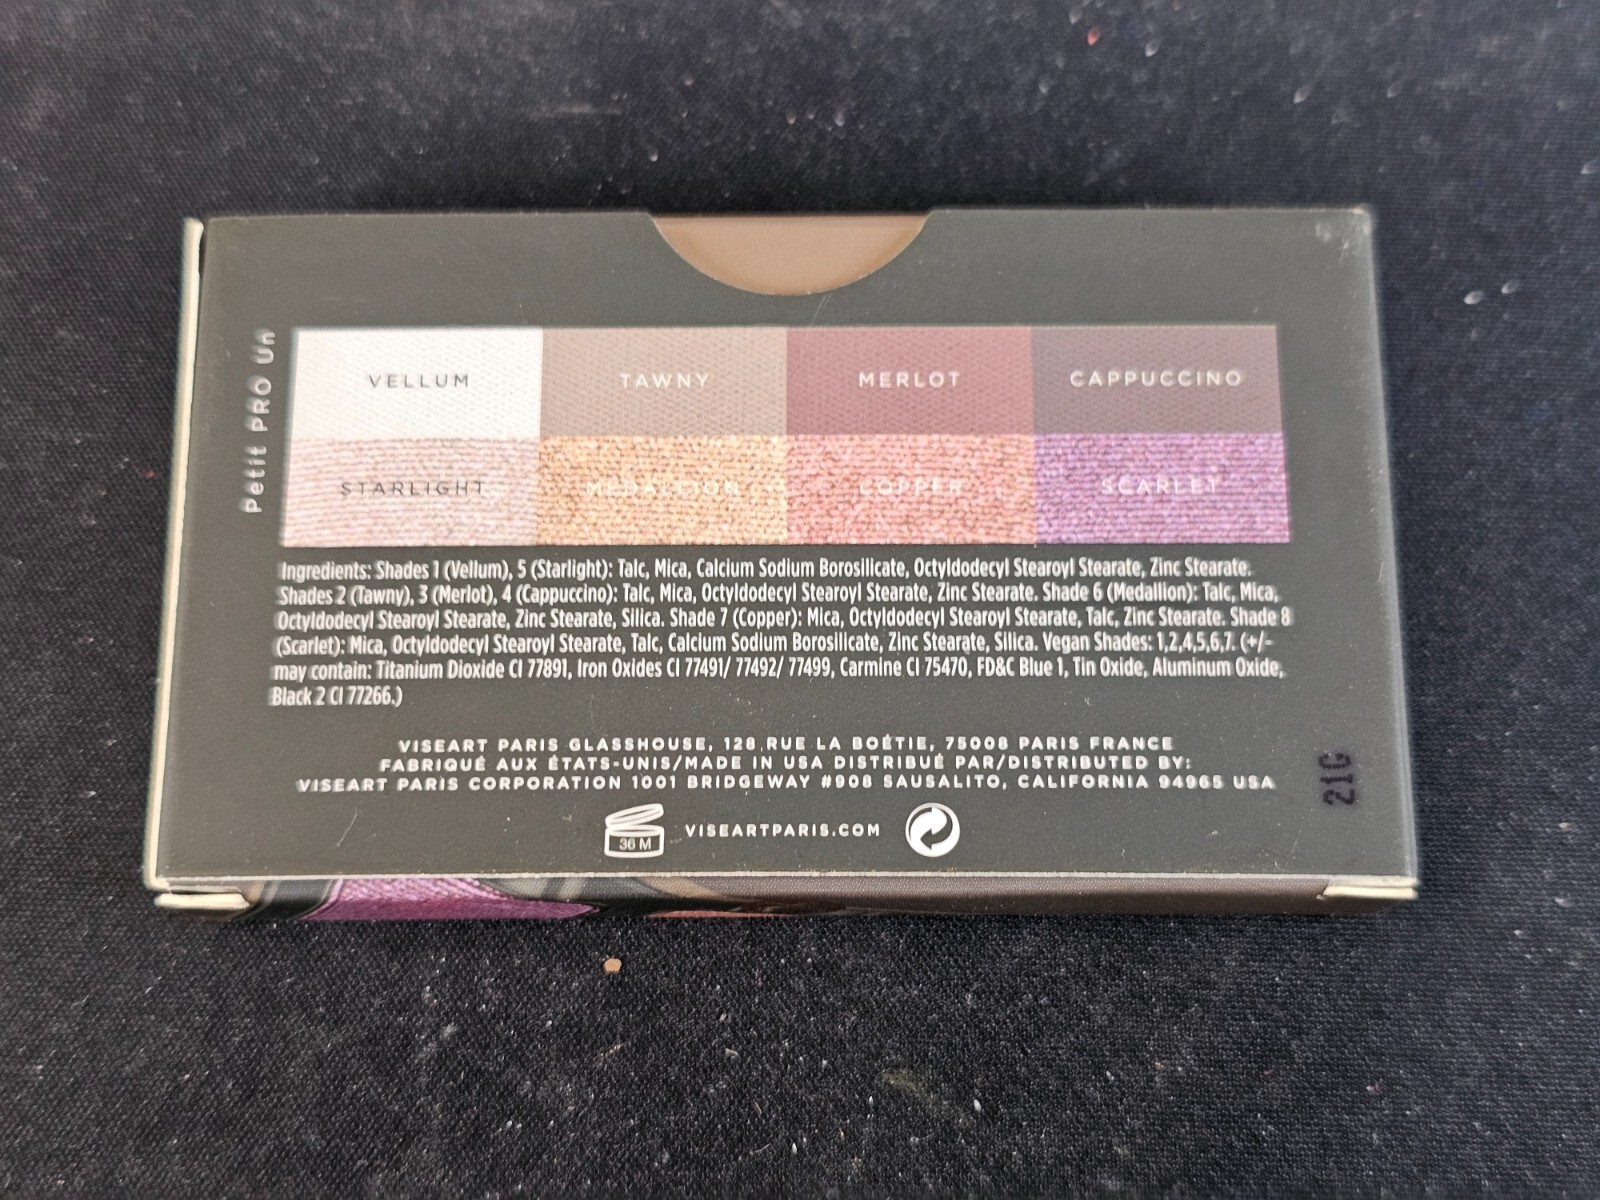 Petit PRO Un
VELLUM TAWNY MERLOT CAPPUCCINO
STARLIGHT MEDALLION COPPER SCARLET
Ingredients: Shades 1 (Vellum), 5 (Starlight): Talc, Mica, Calcium Sodium Borosilicate, Octyldodecyl Stearoyl Stearate, Zinc Stearate.
Shades 2 (Tawny), 3 (Merlot), 4 (Cappuccino): Talc, Mica, Octyldodecyl Stearoyl Stearate, Zinc Stearate. Shade 6 (Medallion): Talc, Mica,
Octyldodecyl Stearoyl Stearate, Zinc Stearate, Silica. Shade 7 (Copper): Mica, Octyldodecyl Stearoyl Stearate, Talc, Zinc Stearate. Shade 8
(Scarlet): Mica, Octyldodecyl Stearoyl Stearate, Talc, Calcium Sodium Borosilicate, Zinc Stearate, Silica. Vegan Shades: 1,2,4,5,6,7. (+/-
may contain: Titanium Dioxide CI 77891, Iron Oxides CI 77491/ 77492/ 77499, Carmine CI 75470, FD&C Blue 1, Tin Oxide, Aluminum Oxide,
Black 2 CI 77266.)
VISEART PARIS GLASSHOUSE, 128 RUE LA BOÉTIE, 75008 PARIS FRANCE
FABRIQUÉ AUX ÉTATS-UNIS/MADE IN USA DISTRIBUÉ PAR/DISTRIBUTED BY:
VISEART PARIS CORPORATION 1001 BRIDGEWAY #908 SAUSALITO, CALIFORNIA 94965 USA
36 M VISEARTPARIS.COM
21G